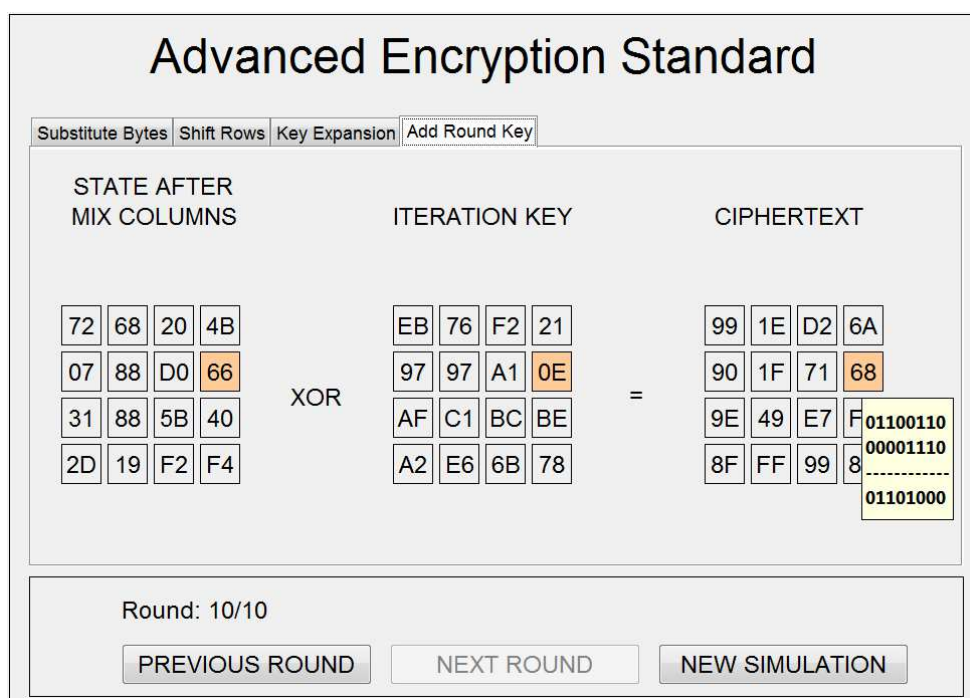 Advanced Encryption Standard
Substitute Bytes Shift Rows Key Expansion Add Round Key
STATE AFTER
MIX COLUMNS ITERATION KEY CIPHERTEXT
72 68 20 4B EB 76 F2 21 99 1E D2 6A
07 88 D0 66 XOR 97 97 A1 0E = 90 1F 71 68
31 88 5B 40 AF C1 BC BE 9E 49 E7 F
2D 19 F2 F4 A2 E6 6B 78 8F FF 99 8
01100110
00001110
------------
01101000
Round: 10/10
PREVIOUS ROUND NEXT ROUND NEW SIMULATION